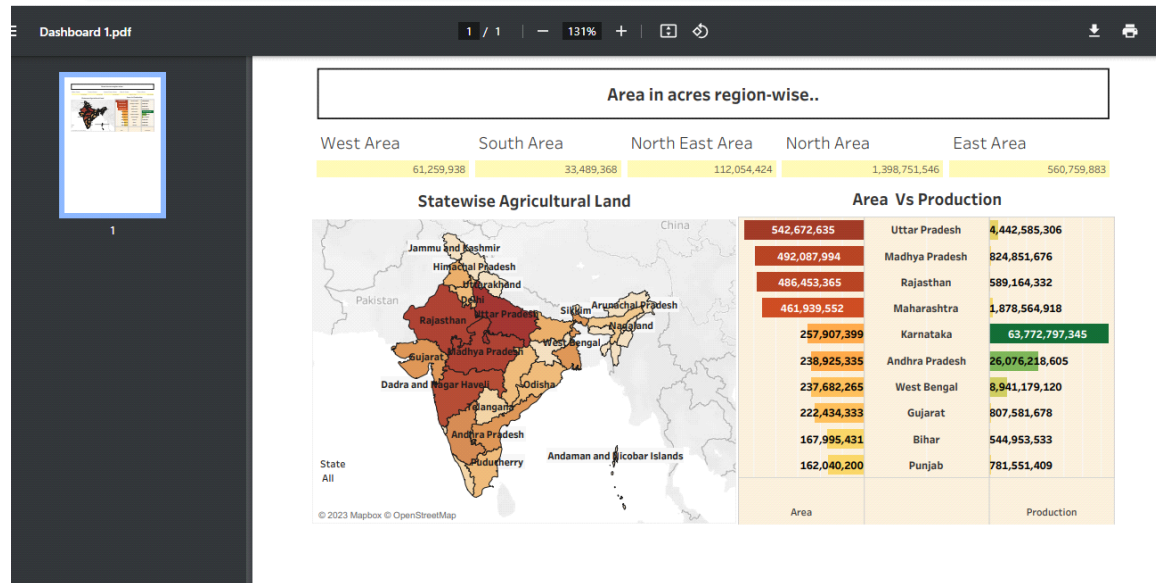 Dashboard 1.pdf
1 / 1
131%
1
Area in acres region-wise..
West Area
South Area
North East Area
North Area
East Area
61,259,938
33,489,368
112,054,424
1,398,751,546
560,759,883
Statewise Agricultural Land
China
Jammu and Kashmir
Himachal Pradesh
Uttarakhand
Pakistan
Delhi
Sikkim
Arunachal Pradesh
Rajasthan
Uttar Pradesh
Nagaland
West Bengal
Gujarat
Madhya Pradesh
Dadra and Nagar Haveli
Odisha
Telangana
Andhra Pradesh
Andaman and Nicobar Islands
Puducherry
State
All
© 2023 Mapbox © OpenStreetMap
Area Vs Production
542,672,635 Uttar Pradesh 4,442,585,306
492,087,994 Madhya Pradesh 824,851,676
486,453,365 Rajasthan 589,164,332
461,939,552 Maharashtra 1,878,564,918
257,907,399 Karnataka 63,772,797,345
238,925,335 Andhra Pradesh 26,076,218,605
237,682,265 West Bengal 8,941,179,120
222,434,333 Gujarat 807,581,678
167,995,431 Bihar 544,953,533
162,040,200 Punjab 781,551,409
Area Production